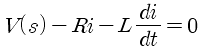 V(s) − Ri − L di/dt = 0